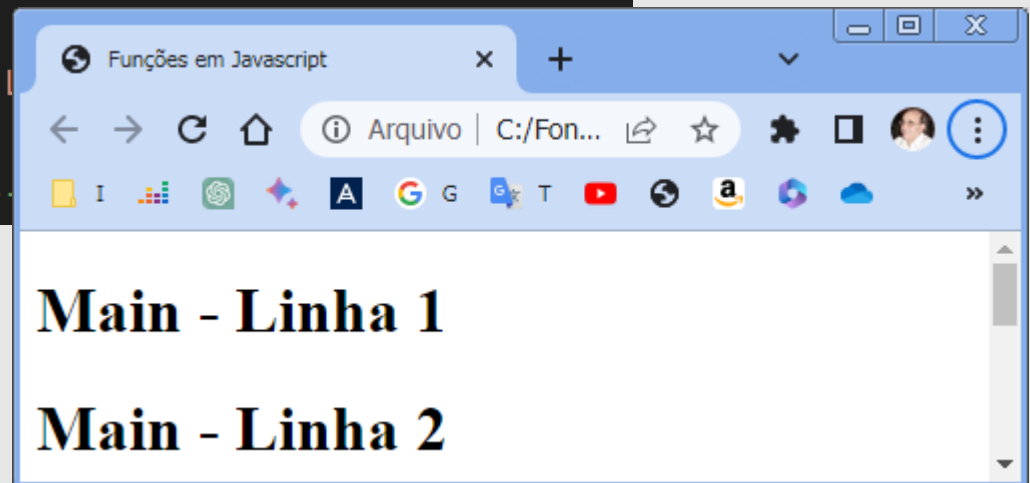 Funções em Javascript
Arquivo | C:/Fon...
I A G G G T a
Main - Linha 1
Main - Linha 2